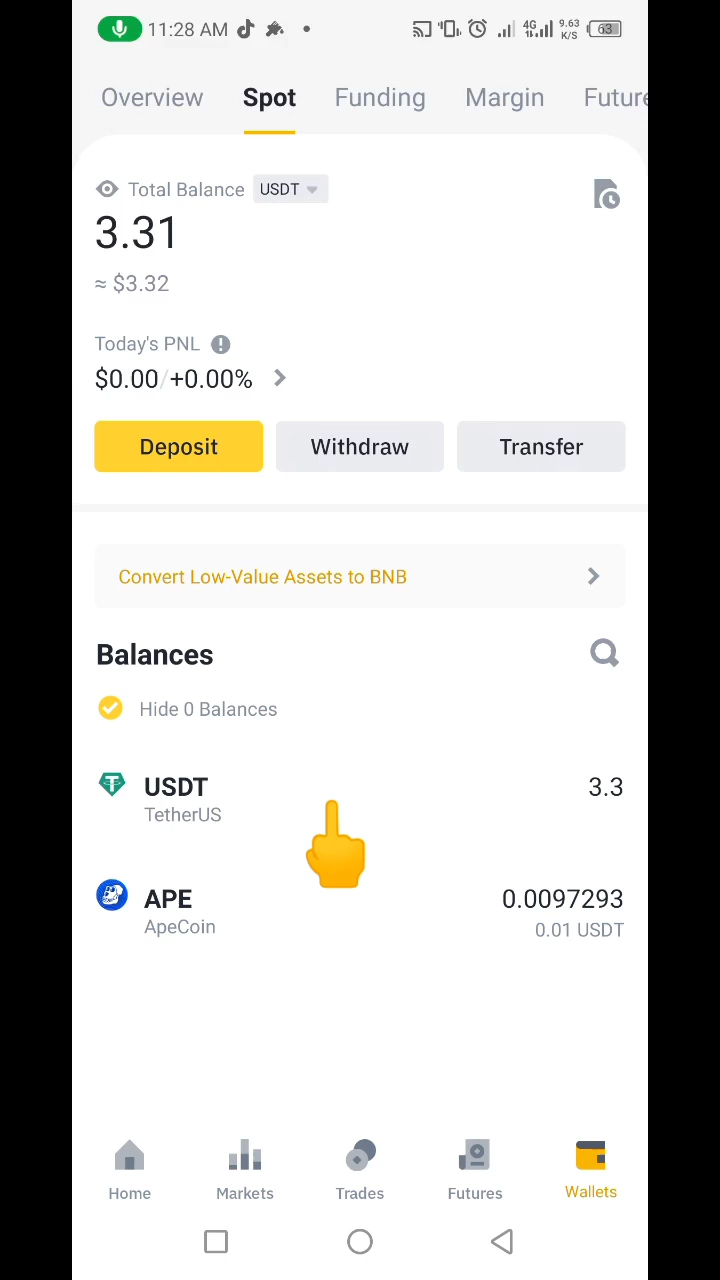 11:28 AM 4G 9.63 K/S 63
Overview Spot Funding Margin Future
Total Balance USDT
3.31
≈ $3.32
Today's PNL
$0.00/+0.00%
Deposit Withdraw Transfer
Convert Low-Value Assets to BNB
Balances
Hide 0 Balances
USDT 3.3
TetherUS
APE 0.0097293
ApeCoin 0.01 USDT
Home Markets Trades Futures Wallets